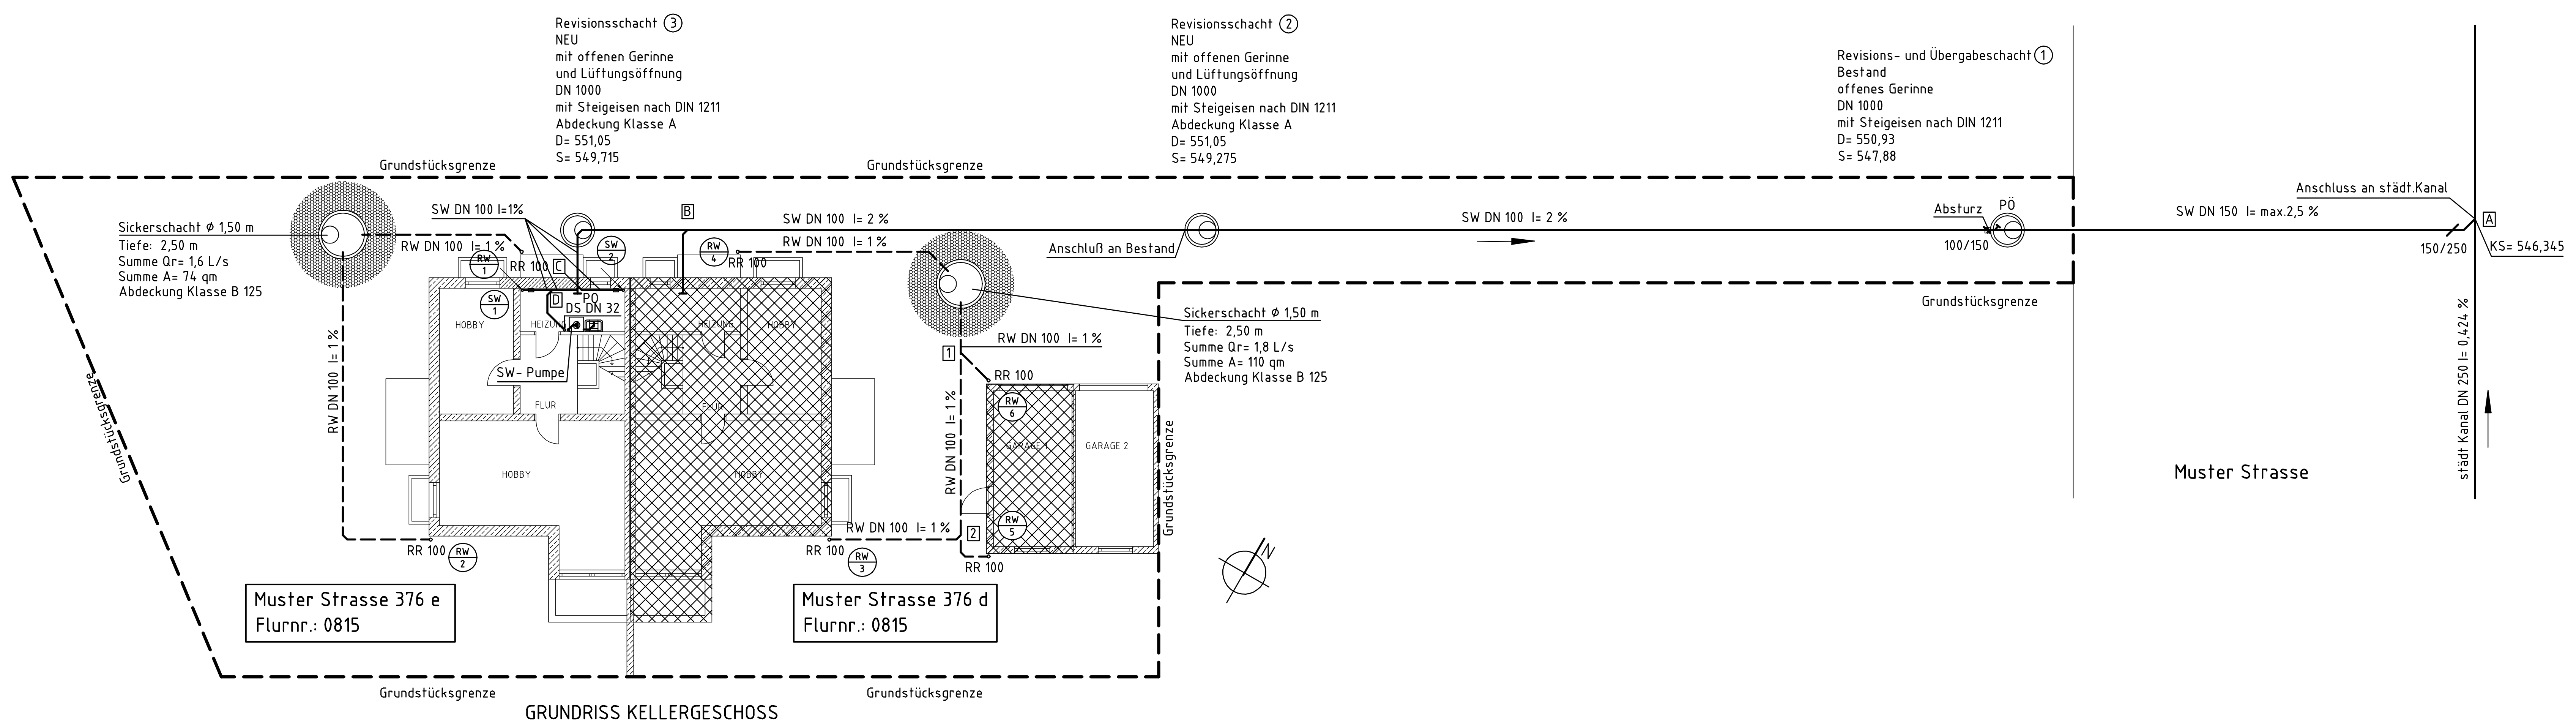 Revisionsschacht 3
NEU
mit offenen Gerinne
und Lüftungsöffnung
DN 1000
mit Steigeisen nach DIN 1211
Abdeckung Klasse A
D= 551,05
S= 549,715
Revisionsschacht 2
NEU
mit offenen Gerinne
und Lüftungsöffnung
DN 1000
mit Steigeisen nach DIN 1211
Abdeckung Klasse A
D= 551,05
S= 549,275
Revisions- und Übergabeschacht 1
Bestand
offenes Gerinne
DN 1000
mit Steigeisen nach DIN 1211
D= 550,93
S= 547,88
Grundstücksgrenze
Grundstücksgrenze
Sickerschacht ø 1,50 m
Tiefe: 2,50 m
Summe Qr= 1,6 L/s
Summe A= 74 qm
Abdeckung Klasse B 125
SW DN 100 I=1%
RW DN 100 I= 1 %
RW
1
RR 100
SW
2
C
B
RW
4
RR 100
SW DN 100 I= 2 %
RW DN 100 I= 1 %
Anschluß an Bestand
SW DN 100 I= 2 %
Absturz
PÖ
100/150
SW DN 150 I= max.2,5 %
Anschluss an städt.Kanal
A
KS= 546,345
150/250
Grundstücksgrenze
Sickerschacht ø 1,50 m
Tiefe: 2,50 m
Summe Qr= 1,8 L/s
Summe A= 110 qm
Abdeckung Klasse B 125
SW
1
D
PÖ
DS DN 32
HOBBY
HEIZUNG
SW- Pumpe
FLUR
HOBBY
HEIZUNG
HOBBY
FLUR
HOBBY
RW DN 100 I= 1 %
Grundstücksgrenze
RW DN 100 I= 1 %
1
RR 100
RW
6
RW DN 100 I= 1 %
GARAGE 1
GARAGE 2
RW
5
2
RW DN 100 I= 1 %
RR 100
RW
2
RR 100
RW
3
RR 100
Grundstücksgrenze
N
städt Kanal DN 250 I= 0,424 %
Muster Strasse
Muster Strasse 376 e
Flurnr.: 0815
Muster Strasse 376 d
Flurnr.: 0815
Grundstücksgrenze
Grundstücksgrenze
GRUNDRISS KELLERGESCHOSS